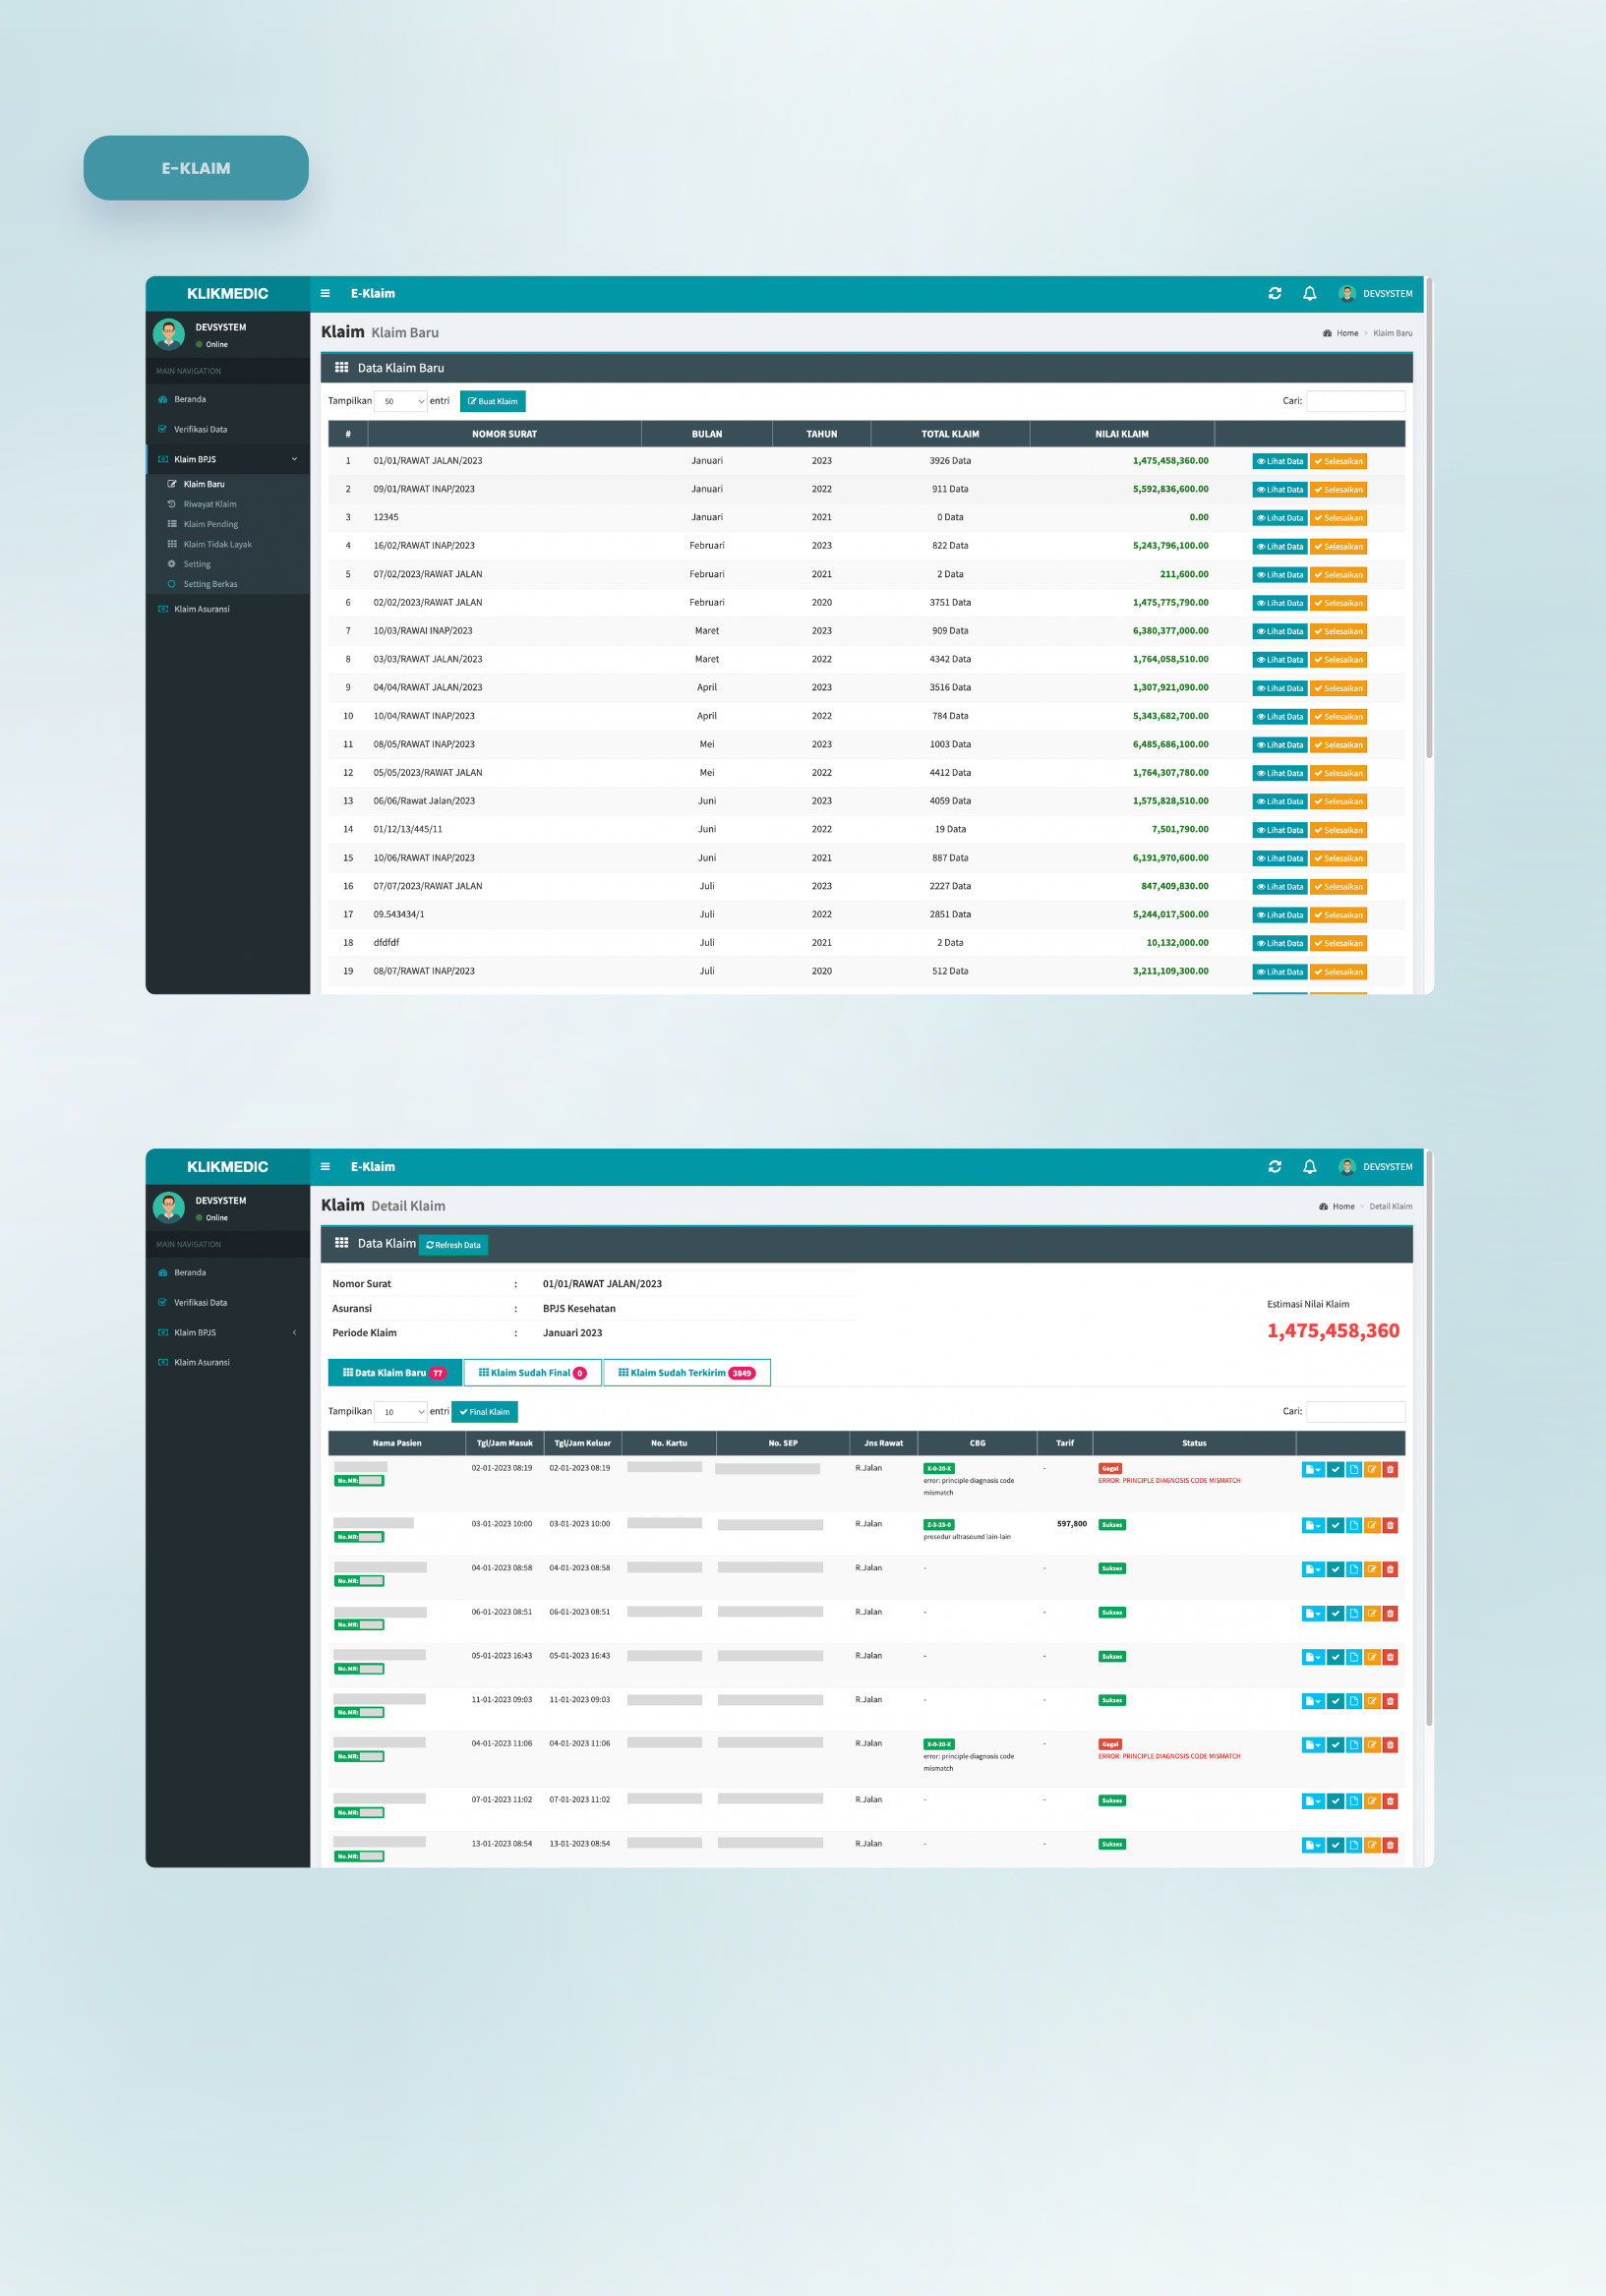 E-KLAIM
KLIKMEDIC E-Klaim DEVSYSTEM
DEVSYSTEM
Online
Klaim Klaim Baru Home > Klaim Baru
MAIN NAVIGATION
Beranda
Verifikasi Data
Klaim BPJS
Klaim Baru
Riwayat Klaim
Klaim Pending
Klaim Tidak Layak
Setting
Setting Berkas
Klaim Asuransi
Data Klaim Baru
Tampilkan 50 entri Buat Klaim Cari:
# NOMOR SURAT BULAN TAHUN TOTAL KLAIM NILAI KLAIM
1 01/01/RAWAT JALAN/2023 Januari 2023 3926 Data 1,475,458,360.00 Lihat Data Selesaikan
2 09/01/RAWAT INAP/2023 Januari 2022 911 Data 5,592,836,600.00 Lihat Data Selesaikan
3 12345 Januari 2021 0 Data 0.00 Lihat Data Selesaikan
4 16/02/RAWAT INAP/2023 Februari 2023 822 Data 5,243,796,100.00 Lihat Data Selesaikan
5 07/02/2023/RAWAT JALAN Februari 2021 2 Data 211,600.00 Lihat Data Selesaikan
6 02/02/2023/RAWAT JALAN Februari 2020 3751 Data 1,475,775,790.00 Lihat Data Selesaikan
7 10/03/RAWAI INAP/2023 Maret 2023 909 Data 6,380,377,000.00 Lihat Data Selesaikan
8 03/03/RAWAT JALAN/2023 Maret 2022 4342 Data 1,764,058,510.00 Lihat Data Selesaikan
9 04/04/RAWAT JALAN/2023 April 2023 3516 Data 1,307,921,090.00 Lihat Data Selesaikan
10 10/04/RAWAT INAP/2023 April 2022 784 Data 5,343,682,700.00 Lihat Data Selesaikan
11 08/05/RAWAT INAP/2023 Mei 2023 1003 Data 6,485,686,100.00 Lihat Data Selesaikan
12 05/05/2023/RAWAT JALAN Mei 2022 4412 Data 1,764,307,780.00 Lihat Data Selesaikan
13 06/06/Rawat Jalan/2023 Juni 2023 4059 Data 1,575,828,510.00 Lihat Data Selesaikan
14 01/12/13/445/11 Juni 2022 19 Data 7,501,790.00 Lihat Data Selesaikan
15 10/06/RAWAT INAP/2023 Juni 2021 887 Data 6,191,970,600.00 Lihat Data Selesaikan
16 07/07/2023/RAWAT JALAN Juli 2023 2227 Data 847,409,830.00 Lihat Data Selesaikan
17 09.543434/1 Juli 2022 2851 Data 5,244,017,500.00 Lihat Data Selesaikan
18 dfdfdf Juli 2021 2 Data 10,132,000.00 Lihat Data Selesaikan
19 08/07/RAWAT INAP/2023 Juli 2020 512 Data 3,211,109,300.00 Lihat Data Selesaikan
KLIKMEDIC E-Klaim DEVSYSTEM
DEVSYSTEM
Online
Klaim Detail Klaim Home > Detail Klaim
MAIN NAVIGATION
Beranda
Verifikasi Data
Klaim BPJS
Klaim Asuransi
Data Klaim Refresh Data
Nomor Surat : 01/01/RAWAT JALAN/2023
Asuransi : BPJS Kesehatan
Periode Klaim : Januari 2023
Estimasi Nilai Klaim
1,475,458,360
Data Klaim Baru 77 Klaim Sudah Final 0 Klaim Sudah Terkirim 3849
Tampilkan 10 entri Final Klaim Cari:
Nama Pasien Tgl/Jam Masuk Tgl/Jam Keluar No. Kartu No. SEP Jns Rawat CBG Tarif Status
02-01-2023 08:19 02-01-2023 08:19 R.Jalan X-0-20-X - Gagal
No.MR: error: principle diagnosis code ERROR: PRINCIPLE DIAGNOSIS CODE MISMATCH
mismatch
03-01-2023 10:00 03-01-2023 10:00 R.Jalan Z-3-23-0 597,800 Sukses
No.MR: prosedur ultrasound lain-lain
04-01-2023 08:58 04-01-2023 08:58 R.Jalan - - Sukses
No.MR:
06-01-2023 08:51 06-01-2023 08:51 R.Jalan - - Sukses
No.MR:
05-01-2023 16:43 05-01-2023 16:43 R.Jalan - - Sukses
No.MR:
11-01-2023 09:03 11-01-2023 09:03 R.Jalan - - Sukses
No.MR:
04-01-2023 11:06 04-01-2023 11:06 R.Jalan X-0-20-X - Gagal
No.MR: error: principle diagnosis code ERROR: PRINCIPLE DIAGNOSIS CODE MISMATCH
mismatch
07-01-2023 11:02 07-01-2023 11:02 R.Jalan - - Sukses
No.MR:
13-01-2023 08:54 13-01-2023 08:54 R.Jalan - - Sukses
No.MR: